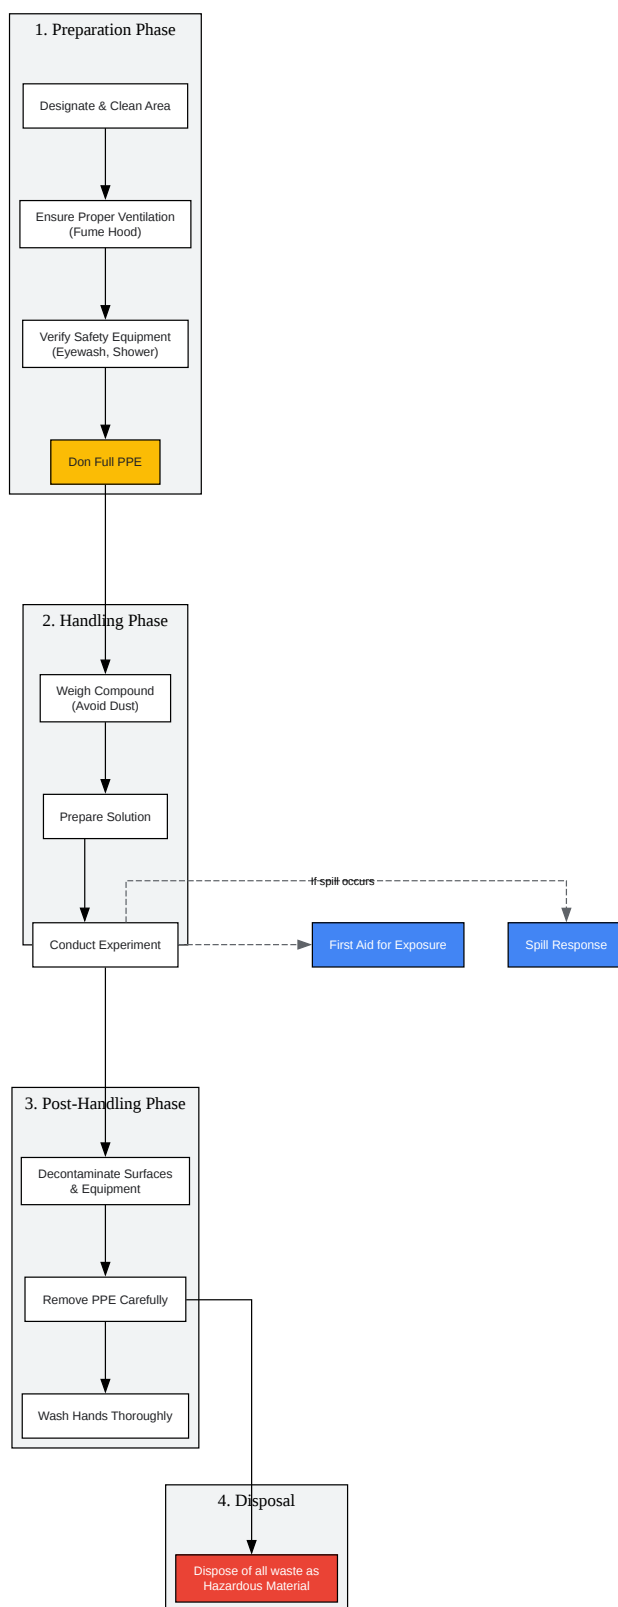 1. Preparation Phase
Designate & Clean Area
Ensure Proper Ventilation
(Fume Hood)
Verify Safety Equipment
(Eyewash, Shower)
Don Full PPE
2. Handling Phase
Weigh Compound
(Avoid Dust)
Prepare Solution
If spill occurs
Conduct Experiment
First Aid for Exposure
Spill Response
3. Post-Handling Phase
Decontaminate Surfaces
& Equipment
Remove PPE Carefully
Wash Hands Thoroughly
4. Disposal
Dispose of all waste as
Hazardous Material